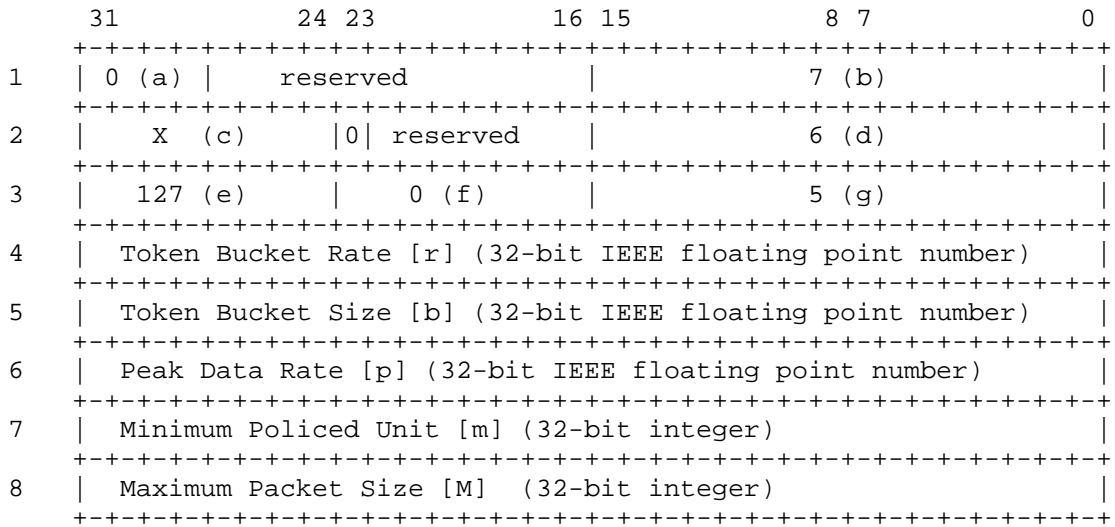 31           24 23           16 15            8 7             0
    +-+-+-+-+-+-+-+-+-+-+-+-+-+-+-+-+-+-+-+-+-+-+-+-+-+-+-+-+-+-+-+-+
1   | 0 (a) |    reserved           |             7 (b)             |
    +-+-+-+-+-+-+-+-+-+-+-+-+-+-+-+-+-+-+-+-+-+-+-+-+-+-+-+-+-+-+-+-+
2   |    X  (c)     |0| reserved    |             6 (d)             |
    +-+-+-+-+-+-+-+-+-+-+-+-+-+-+-+-+-+-+-+-+-+-+-+-+-+-+-+-+-+-+-+-+
3   |   127 (e)     |    0 (f)      |             5 (g)             |
    +-+-+-+-+-+-+-+-+-+-+-+-+-+-+-+-+-+-+-+-+-+-+-+-+-+-+-+-+-+-+-+-+
4   |  Token Bucket Rate [r] (32-bit IEEE floating point number)    |
    +-+-+-+-+-+-+-+-+-+-+-+-+-+-+-+-+-+-+-+-+-+-+-+-+-+-+-+-+-+-+-+-+
5   |  Token Bucket Size [b] (32-bit IEEE floating point number)    |
    +-+-+-+-+-+-+-+-+-+-+-+-+-+-+-+-+-+-+-+-+-+-+-+-+-+-+-+-+-+-+-+-+
6   |  Peak Data Rate [p] (32-bit IEEE floating point number)       |
    +-+-+-+-+-+-+-+-+-+-+-+-+-+-+-+-+-+-+-+-+-+-+-+-+-+-+-+-+-+-+-+-+
7   |  Minimum Policed Unit [m] (32-bit integer)                    |
    +-+-+-+-+-+-+-+-+-+-+-+-+-+-+-+-+-+-+-+-+-+-+-+-+-+-+-+-+-+-+-+-+
8   |  Maximum Packet Size [M]  (32-bit integer)                    |
    +-+-+-+-+-+-+-+-+-+-+-+-+-+-+-+-+-+-+-+-+-+-+-+-+-+-+-+-+-+-+-+-+